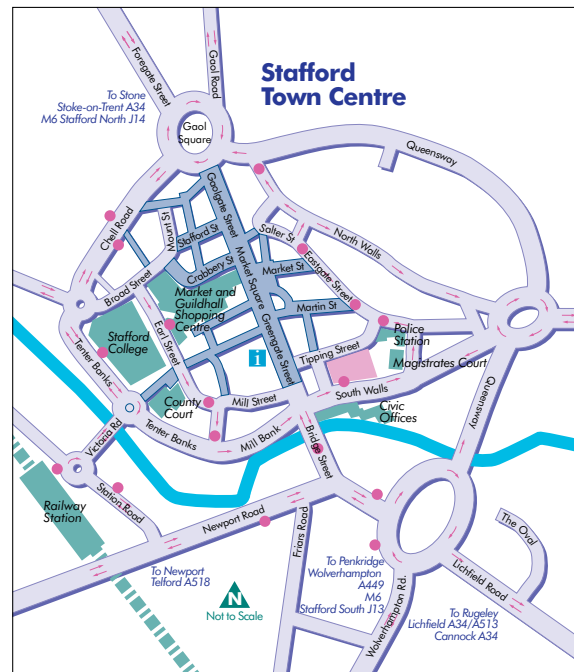 Stafford
Town Centre
Foregate Street
Gaol Road
To Stone
Stoke-on-Trent A34
M6 Stafford North J14
Gaol
Square
Queensway
Chell Road
Mount St
Gaolgate Street
Stafford St
Salter St
North Walls
Crabbery St
Market Square
Market St
Eastgate Street
Broad Street
Market and
Guildhall
Shopping
Centre
Martin St
Earl Street
Stafford
College
Greengate Street
Police
Station
Tipping Street
Magistrates Court
Tenter Banks
i
County
Court
Mill Street
South Walls
Queensway
Civic
Offices
Victoria Rd
Tenter Banks
Mill Bank
Bridge Street
Railway
Station
Station Road
Newport Road
Friars Road
The Oval
To Newport
Telford A518
N
Not to Scale
To Penkridge
Wolverhampton
A449
M6
Stafford South J13
Wolverhampton Rd.
Lichfield Road
To Rugeley
Lichfield A34/A513
Cannock A34